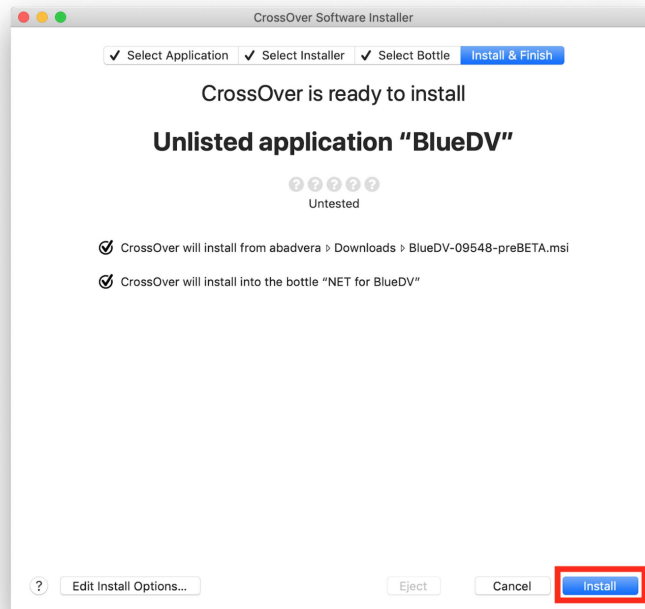 CrossOver Software Installer
✓ Select Application ✓ Select Installer ✓ Select Bottle Install & Finish
CrossOver is ready to install
Unlisted application “BlueDV”
? ? ? ? ?
Untested
CrossOver will install from abadvera ▹ Downloads ▹ BlueDV-09548-preBETA.msi
CrossOver will install into the bottle “NET for BlueDV”
? Edit Install Options... Eject Cancel Install